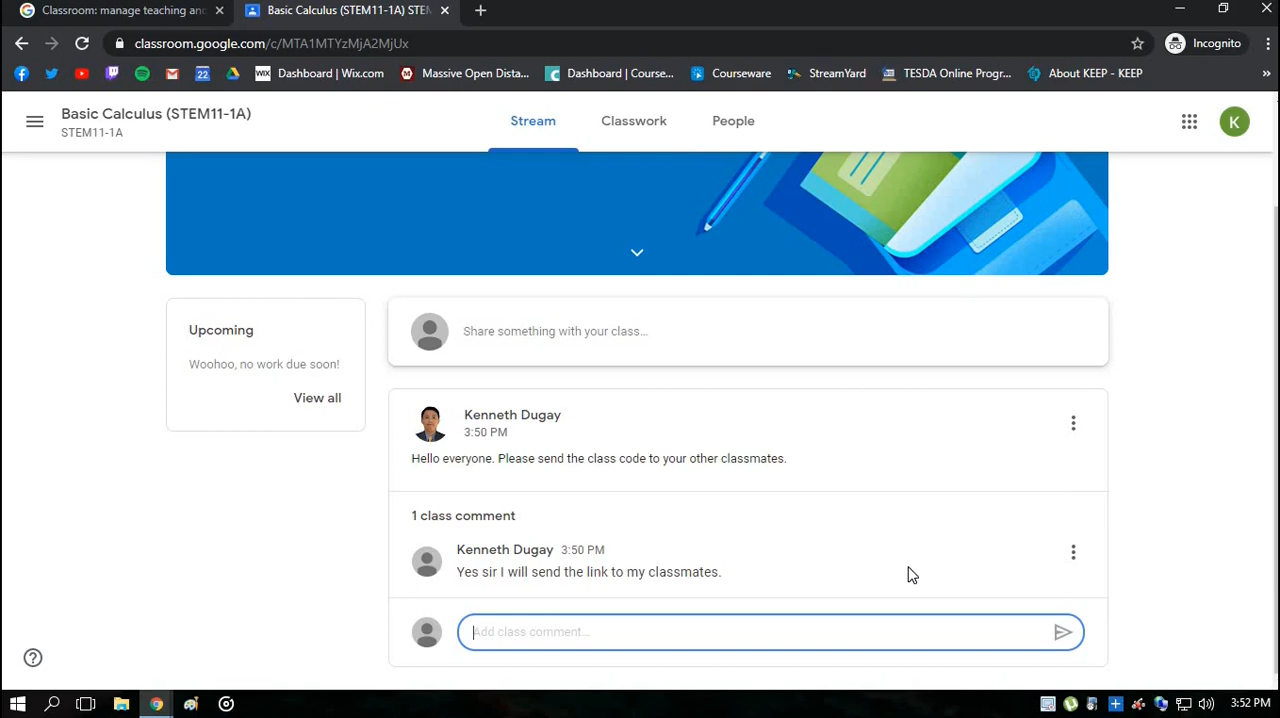 Classroom: manage teaching and
Basic Calculus (STEM11-1A) STEM
classroom.google.com/c/MTA1MTYzMjA2MjUx
Incognito
22
WIX
Dashboard | Wix.com
Massive Open Dista...
Dashboard | Course...
Courseware
StreamYard
TESDA Online Progr...
About KEEP - KEEP
Basic Calculus (STEM11-1A)
STEM11-1A
Stream
Classwork
People
K
Upcoming
Woohoo, no work due soon!
View all
Share something with your class...
Kenneth Dugay
3:50 PM
Hello everyone. Please send the class code to your other classmates.
1 class comment
Kenneth Dugay 3:50 PM
Yes sir I will send the link to my classmates.
Add class comment...
3:52 PM